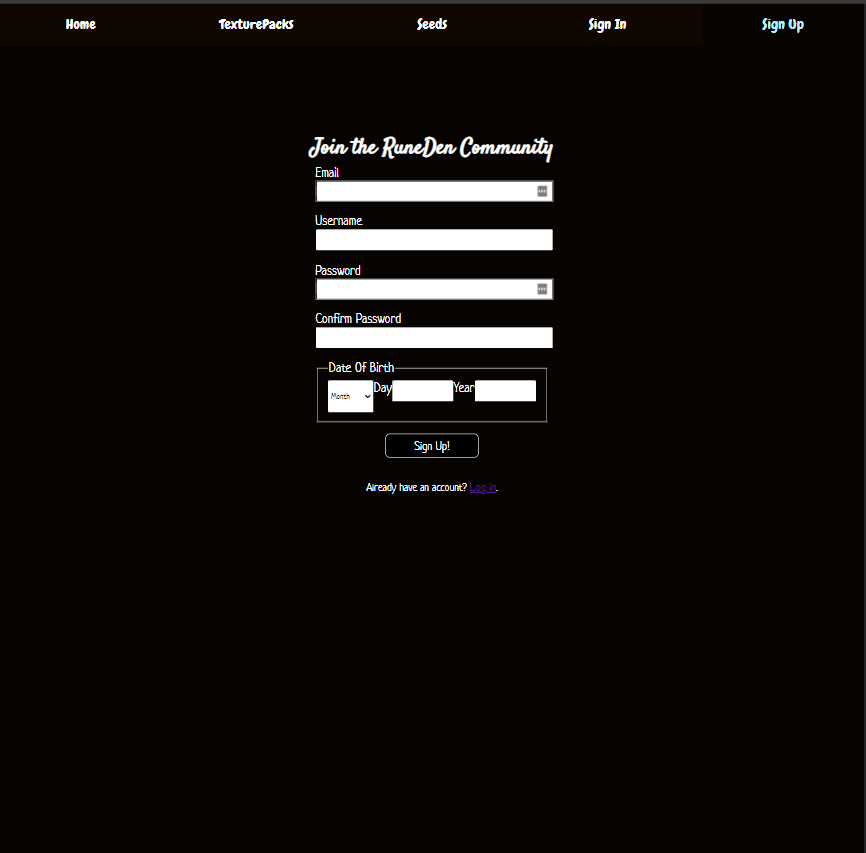 Home TexturePacks Seeds Sign In Sign Up
Join the RuneDen Community
Email
Username
Password
Confirm Password
Date Of Birth
Month Day Year
Sign Up!
Already have an account? Log in.